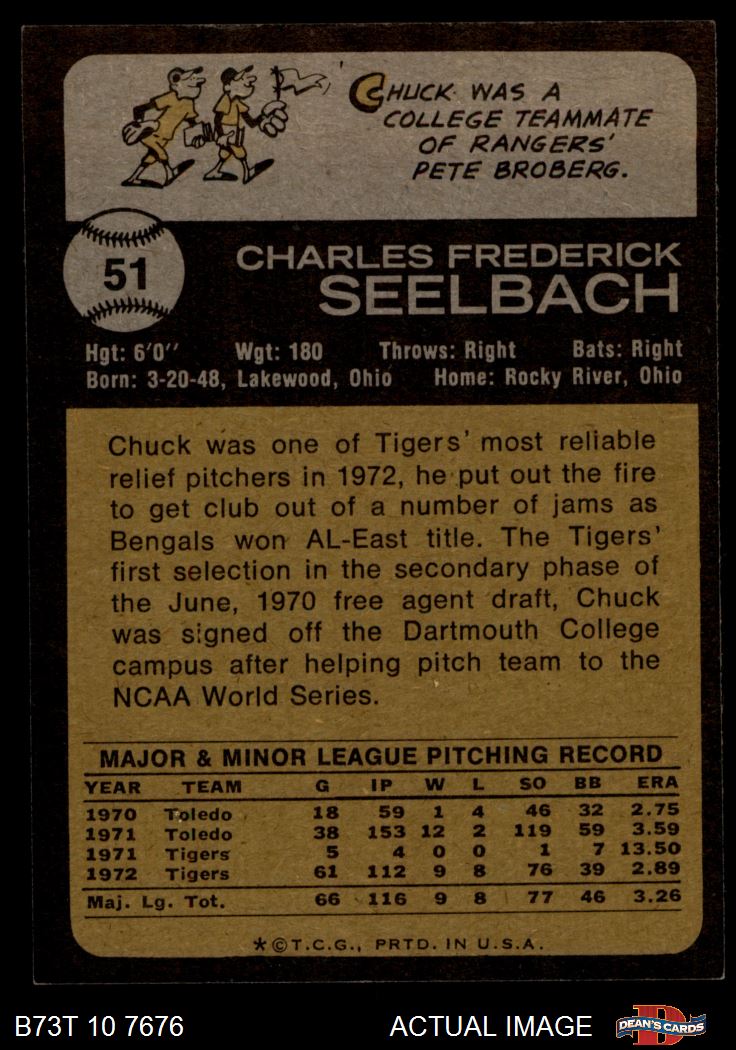 CHUCK WAS A
COLLEGE TEAMMATE
OF RANGERS'
PETE BROBERG.
51
CHARLES FREDERICK
SEELBACH
Hgt: 6'0" Wgt: 180 Throws: Right Bats: Right
Born: 3-20-48, Lakewood, Ohio Home: Rocky River, Ohio
Chuck was one of Tigers' most reliable
relief pitchers in 1972, he put out the fire
to get club out of a number of jams as
Bengals won AL-East title. The Tigers'
first selection in the secondary phase of
the June, 1970 free agent draft, Chuck
was signed off the Dartmouth College
campus after helping pitch team to the
NCAA World Series.
MAJOR & MINOR LEAGUE PITCHING RECORD
YEAR TEAM G IP W L SO BB ERA
1970 Toledo 18 59 1 4 46 32 2.75
1971 Toledo 38 153 12 2 119 59 3.59
1971 Tigers 5 4 0 0 1 7 13.50
1972 Tigers 61 112 9 8 76 39 2.89
Maj. Lg. Tot. 66 116 9 8 77 46 3.26
*©T.C.G., PRTD. IN U.S.A.
B73T 10 7676 ACTUAL IMAGE DEAN'S CARDS